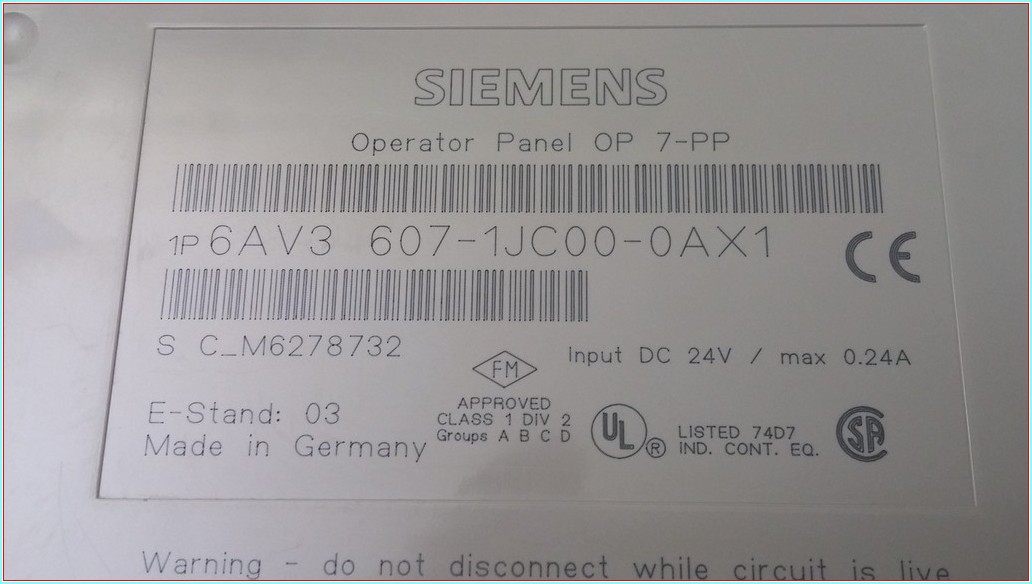 SIEMENS
Operator Panel OP 7-PP
1P 6AV3 607-1JC00-0AX1
CE
S C_M6278732
Input DC 24V / max 0.24A
FM
APPROVED
CLASS 1 DIV 2
Groups A B C D
E-Stand: 03
Made in Germany
UL ®
LISTED 74D7
IND. CONT. EQ.
SA
Warning - do not disconnect while circuit is live